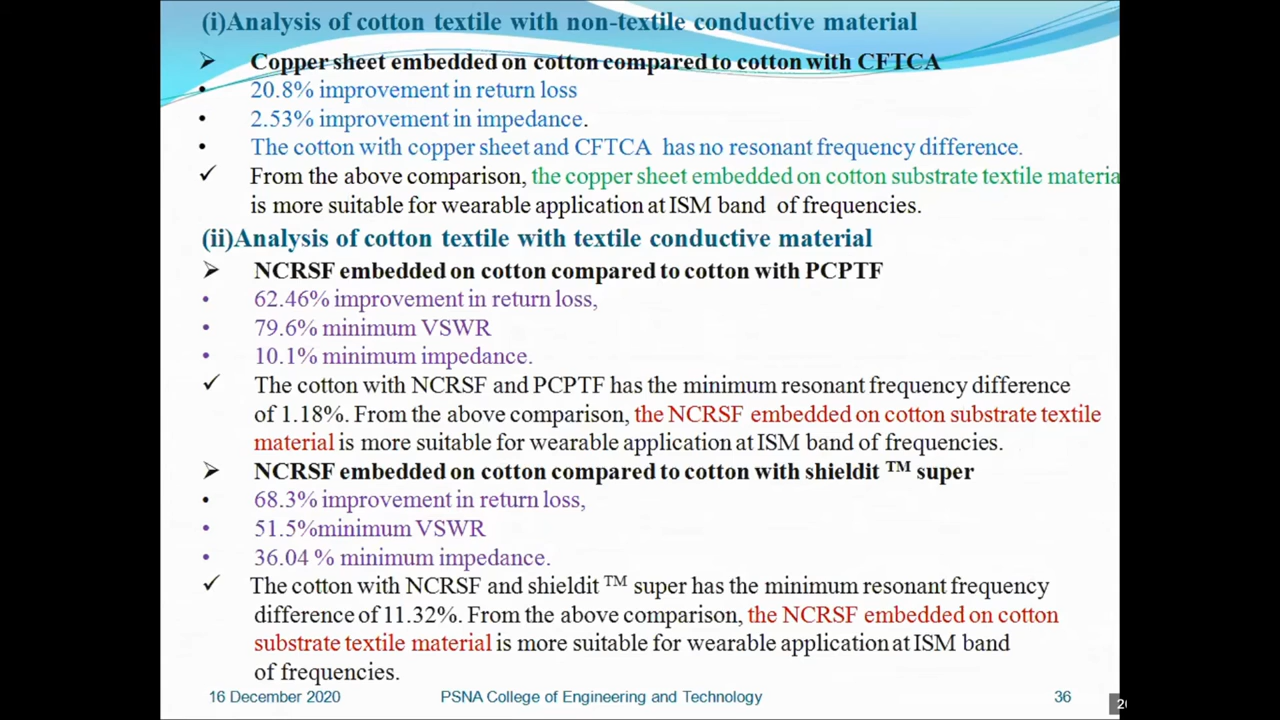 (i)Analysis of cotton textile with non-textile conductive material
➢ Copper sheet embedded on cotton compared to cotton with CFTCA
• 20.8% improvement in return loss
• 2.53% improvement in impedance.
• The cotton with copper sheet and CFTCA has no resonant frequency difference.
✓ From the above comparison, the copper sheet embedded on cotton substrate textile materia
is more suitable for wearable application at ISM band of frequencies.
(ii)Analysis of cotton textile with textile conductive material
➢ NCRSF embedded on cotton compared to cotton with PCPTF
• 62.46% improvement in return loss,
• 79.6% minimum VSWR
• 10.1% minimum impedance.
✓ The cotton with NCRSF and PCPTF has the minimum resonant frequency difference
of 1.18%. From the above comparison, the NCRSF embedded on cotton substrate textile
material is more suitable for wearable application at ISM band of frequencies.
➢ NCRSF embedded on cotton compared to cotton with shieldit TM super
• 68.3% improvement in return loss,
• 51.5%minimum VSWR
• 36.04 % minimum impedance.
✓ The cotton with NCRSF and shieldit TM super has the minimum resonant frequency
difference of 11.32%. From the above comparison, the NCRSF embedded on cotton
substrate textile material is more suitable for wearable application at ISM band
of frequencies.
16 December 2020 PSNA College of Engineering and Technology 36